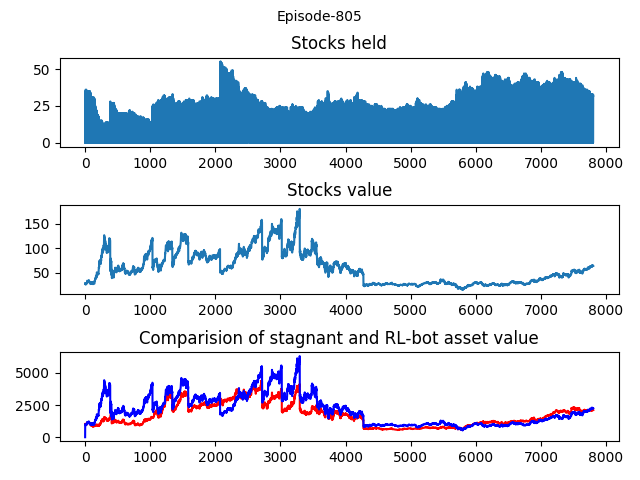 Episode-805
Stocks held
50
25
0
0 1000 2000 3000 4000 5000 6000 7000 8000
Stocks value
150
100
50
0 1000 2000 3000 4000 5000 6000 7000 8000
Comparision of stagnant and RL-bot asset value
5000
2500
0
0 1000 2000 3000 4000 5000 6000 7000 8000